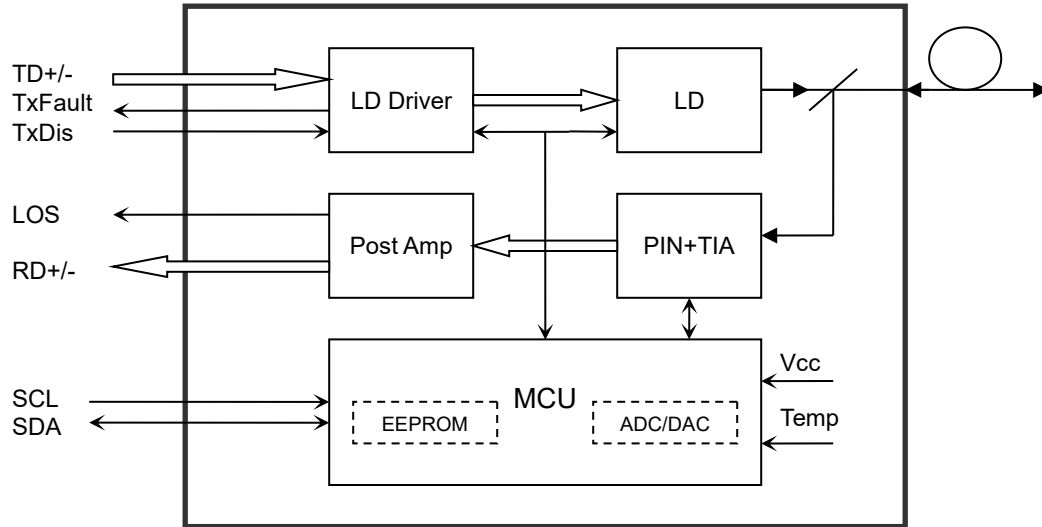 TD+/-
TxFault
TxDis
LD Driver
LD
LOS
RD+/-
Post Amp
PIN+TIA
SCL
SDA
MCU
EEPROM
ADC/DAC
Vcc
Temp